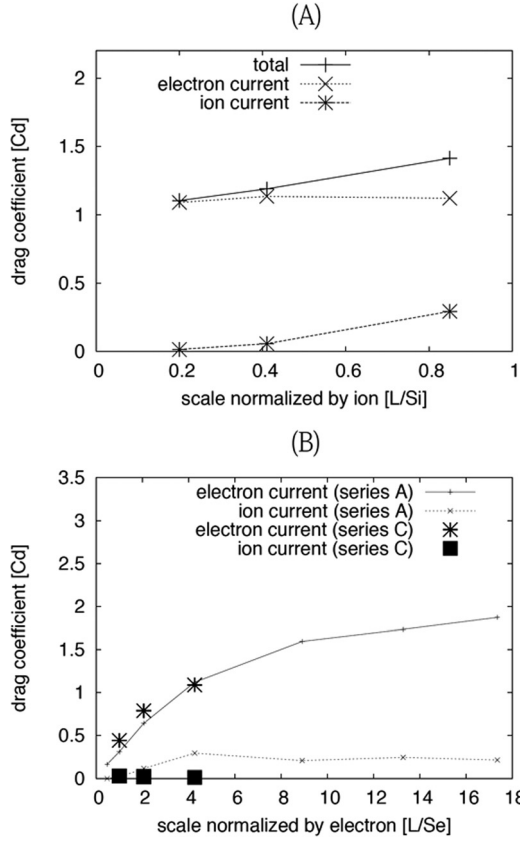 (A)
2
1.5
1
0.5
0
total
electron current
ion current
drag coefficient [Cd]
0.2 0.4 0.6 0.8 1
scale normalized by ion [L/Si]
(B)
3.5
3
2.5
2
1.5
1
0.5
0
electron current (series A)
ion current (series A)
electron current (series C)
ion current (series C)
drag coefficient [Cd]
0 2 4 6 8 10 12 14 16 18
scale normalized by electron [L/Se]